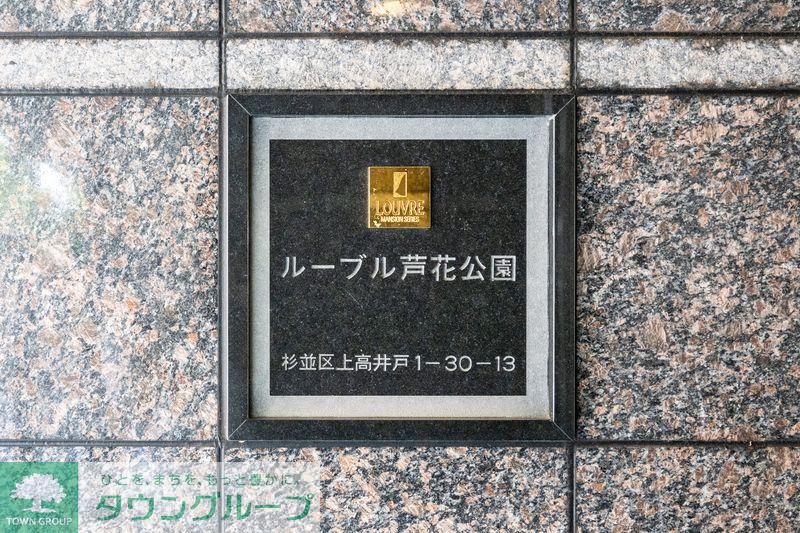 LOUVRE
MANSION SERIES
ルーブル芦花公園
杉並区上高井戸1－30－13
ひとを、まちを、もっと豊かに。
タウングループ
TOWN GROUP